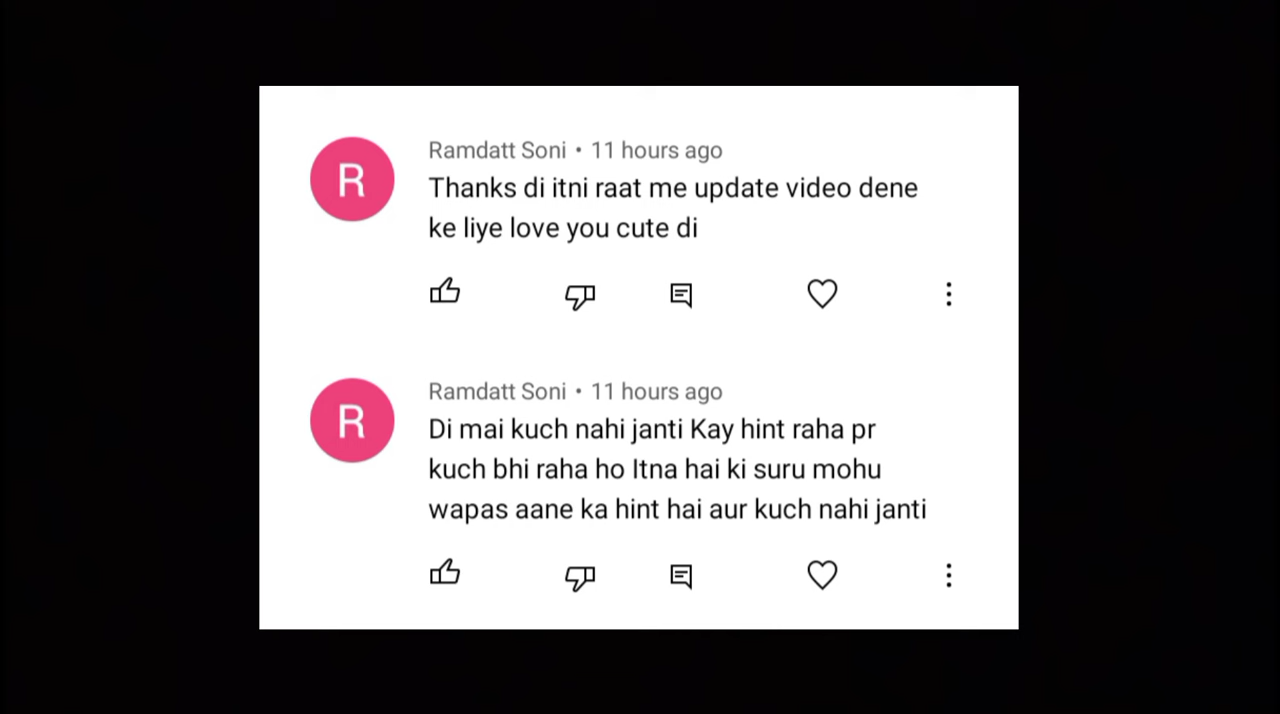 R
Ramdatt Soni • 11 hours ago
Thanks di itni raat me update video dene
ke liye love you cute di
R
Ramdatt Soni • 11 hours ago
Di mai kuch nahi janti Kay hint raha pr
kuch bhi raha ho Itna hai ki suru mohu
wapas aane ka hint hai aur kuch nahi janti